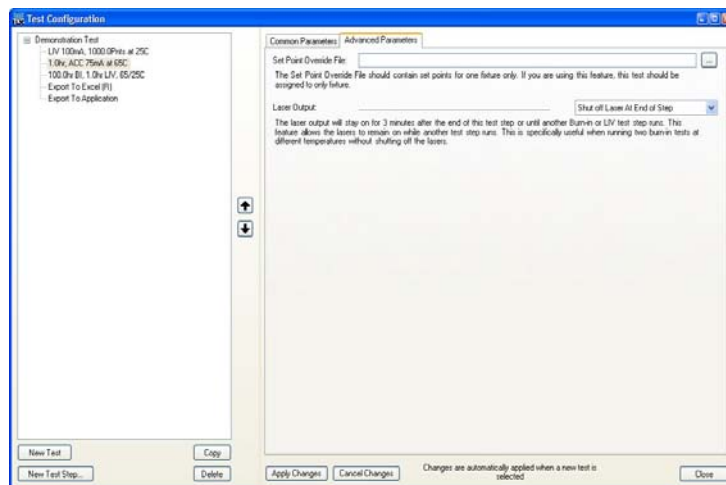 Test Configuration
Demonstration Test
LIV 100mA, 1000.0Pnts at 25C
1.0hr, ACC 75mA at 65C
100.0hr BI, 1.0hr LIV, 65/25C
Export To Excel (R)
Export To Application
New Test
Copy
New Test Step...
Delete
Common Parameters
Advanced Parameters
Set Point Override File:
...
The Set Point Override File should contain set points for one fixture only. If you are using this feature, this test should be
assigned to only fixture.
Laser Output:
Shut off Laser At End of Step
The laser output will stay on for 3 minutes after the end of this test step or until another Burn-in or LIV test step runs. This
feature allows the lasers to remain on while another test step runs. This is specifically useful when running two burn-in tests at
different temperatures without shutting off the lasers.
Apply Changes
Cancel Changes
Changes are automatically applied when a new test is
selected
Close